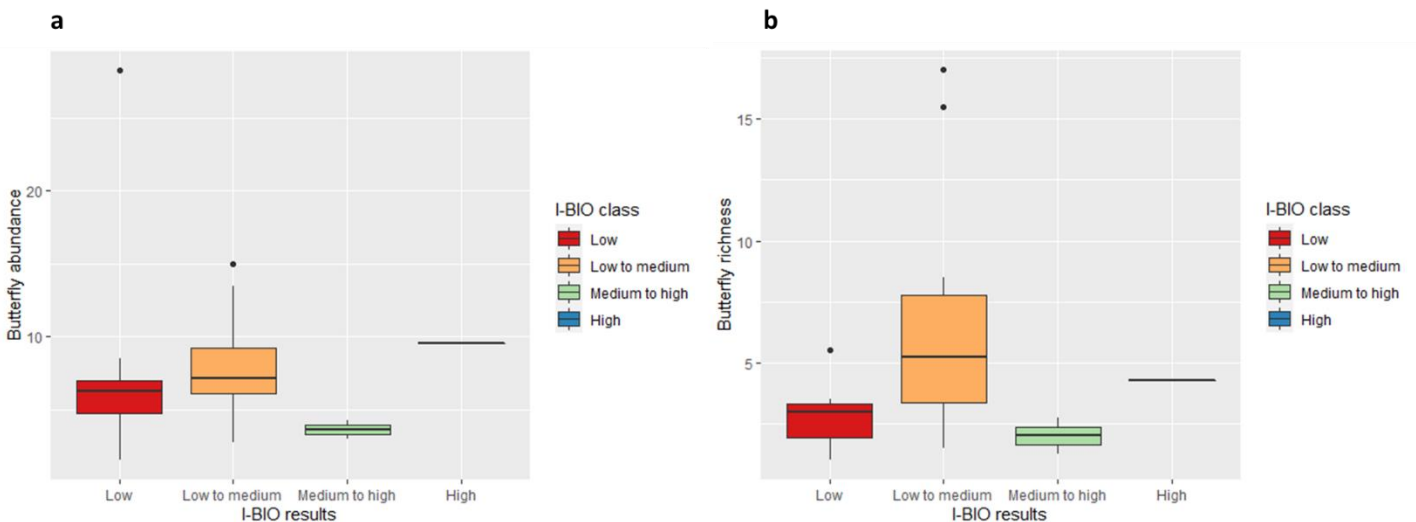 a
Butterfly abundance
20
10
Low
Low to medium
Medium to high
High
I-BIO results
I-BIO class
Low
Low to medium
Medium to high
High
b
Butterfly richness
15
10
5
Low
Low to medium
Medium to high
High
I-BIO results
I-BIO class
Low
Low to medium
Medium to high
High